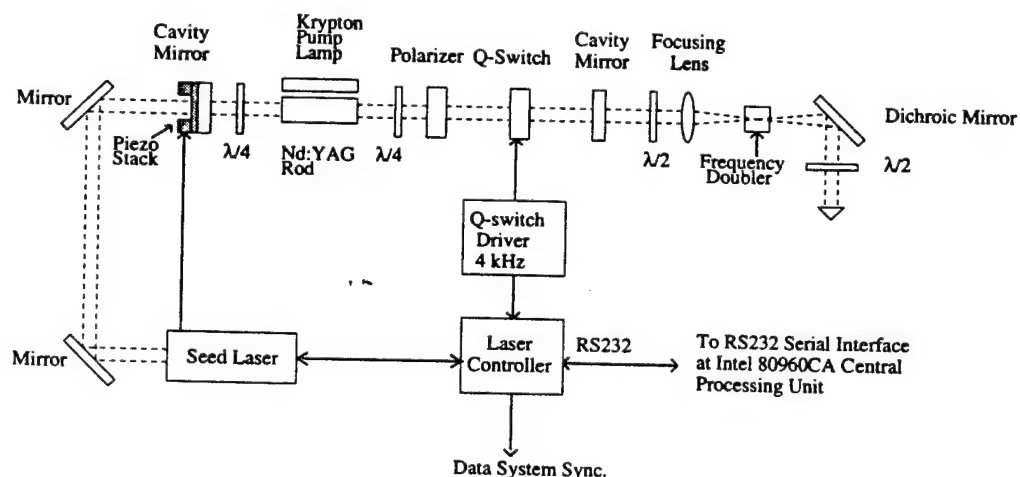 Krypton
Pump
Lamp
Cavity
Mirror
Polarizer Q-Switch
Cavity
Mirror
Focusing
Lens
Mirror
Dichroic Mirror
Piezo
Stack
λ/4
Nd:YAG
Rod
λ/4
λ/2
Frequency
Doubler
λ/2
Q-switch
Driver
4 kHz
Mirror
Seed Laser
Laser
Controller
RS232
To RS232 Serial Interface
at Intel 80960CA Central
Processing Unit
Data System Sync.